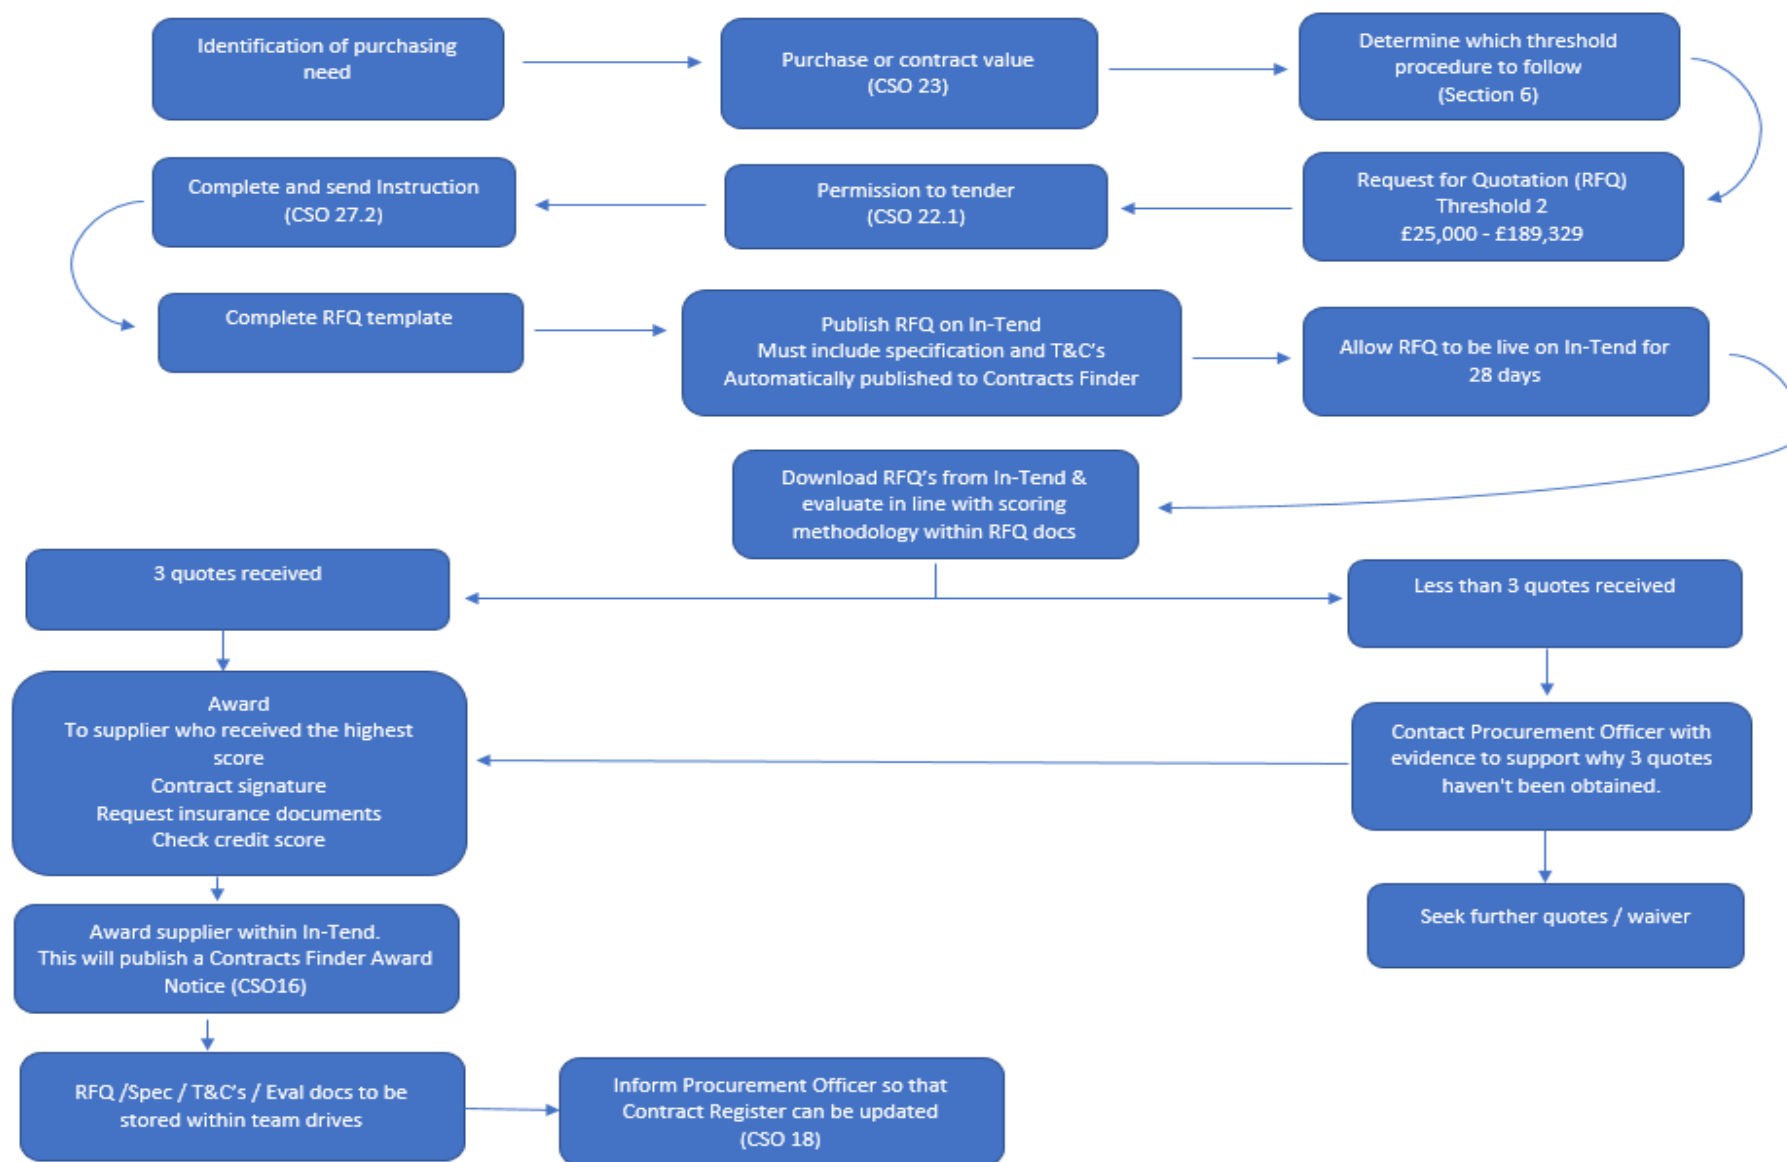 Identification of purchasing
need
Purchase or contract value
(CSO 23)
Determine which threshold
procedure to follow
(Section 6)
Request for Quotation (RFQ)
Threshold 2
£25,000 - £189,329
Permission to tender
(CSO 22.1)
Complete and send Instruction
(CSO 27.2)
Complete RFQ template
Publish RFQ on In-Tend
Must include specification and T&C's
Automatically published to Contracts Finder
Allow RFQ to be live on In-Tend for
28 days
Download RFQ's from In-Tend &
evaluate in line with scoring
methodology within RFQ docs
3 quotes received
Less than 3 quotes received
Award
To supplier who received the highest
score
Contract signature
Request insurance documents
Check credit score
Contact Procurement Officer with
evidence to support why 3 quotes
haven't been obtained.
Seek further quotes / waiver
Award supplier within In-Tend.
This will publish a Contracts Finder Award
Notice (CSO16)
RFQ /Spec / T&C's / Eval docs to be
stored within team drives
Inform Procurement Officer so that
Contract Register can be updated
(CSO 18)